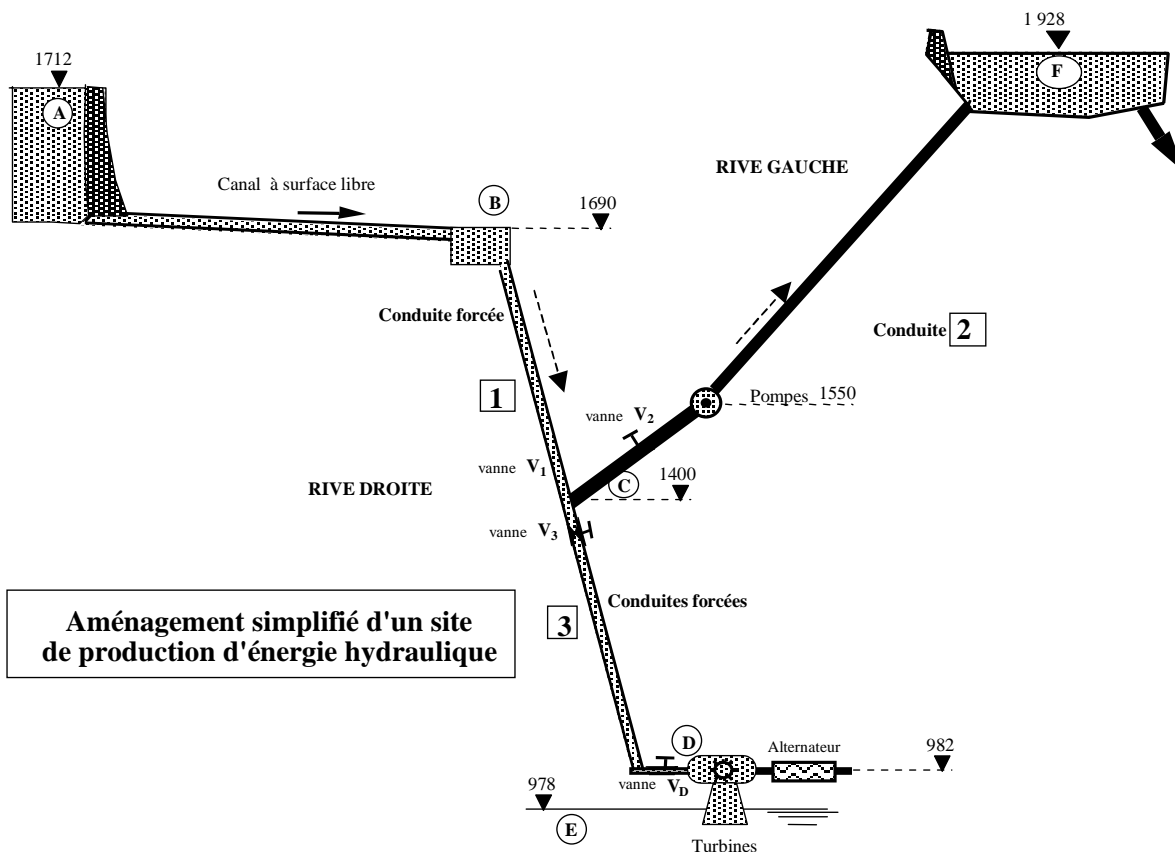 1 928
1712
F
A
RIVE GAUCHE
Canal à surface libre
B
1690
Conduite forcée
Conduite 2
1
Pompes 1550
vanne V2
vanne V1
1400
C
RIVE DROITE
vanne V3
Conduites forcées
Aménagement simplifié d'un site
de production d'énergie hydraulique
3
D
Alternateur
982
978
vanne VD
E
Turbines